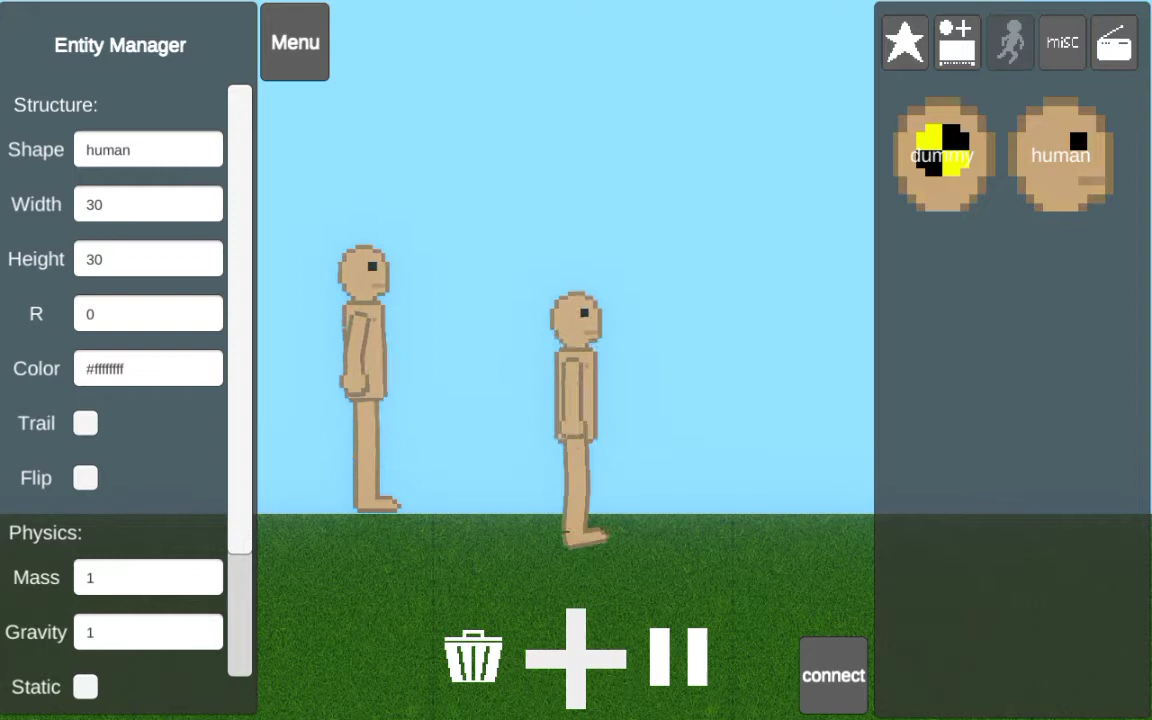 Entity Manager
Menu
misc
Structure:
Shape human
dummy human
Width 30
Height 30
R 0
Color #ffffffff
Trail
Flip
Physics:
Mass 1
Gravity 1
Static
connect